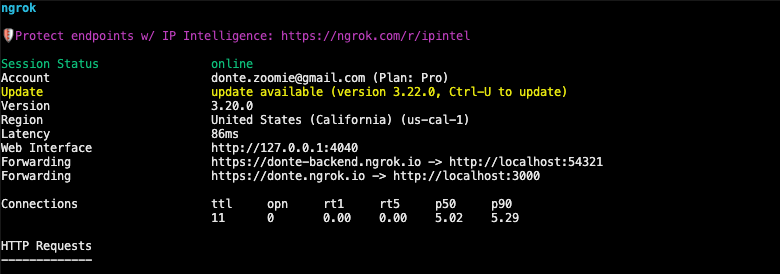 ngrok
Protect endpoints w/ IP Intelligence: https://ngrok.com/r/ipintel
Session Status online
Account donte.zoomie@gmail.com (Plan: Pro)
Update update available (version 3.22.0, Ctrl-U to update)
Version 3.20.0
Region United States (California) (us-cal-1)
Latency 86ms
Web Interface http://127.0.0.1:4040
Forwarding https://donte-backend.ngrok.io -> http://localhost:54321
Forwarding https://donte.ngrok.io -> http://localhost:3000
Connections ttl opn rt1 rt5 p50 p90
11 0 0.00 0.00 5.02 5.29
HTTP Requests
-------------